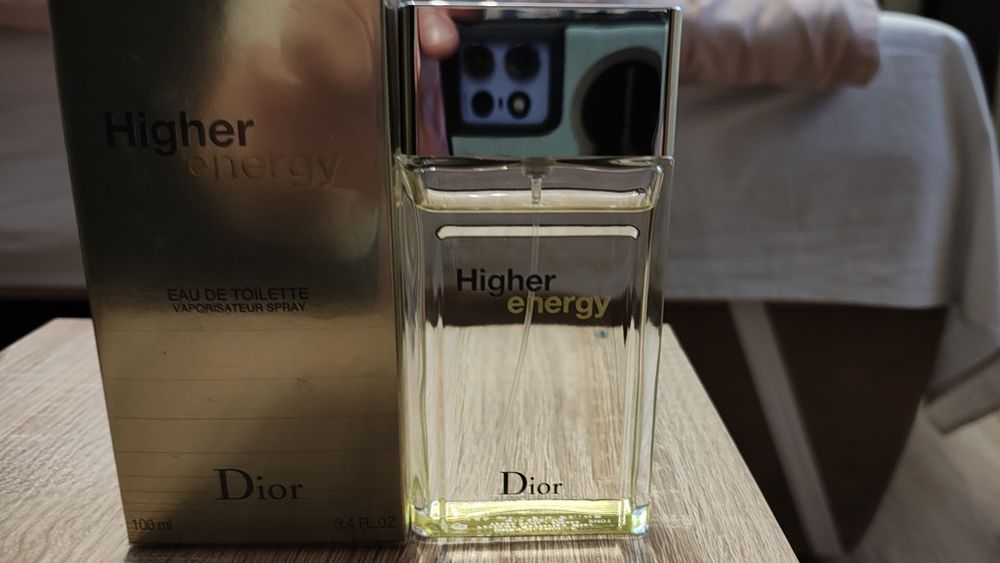 Higher
energy
EAU DE TOILETTE
VAPORISATEUR SPRAY
Dior
100 ml
3.4 FL.OZ
Higher
energy
Dior